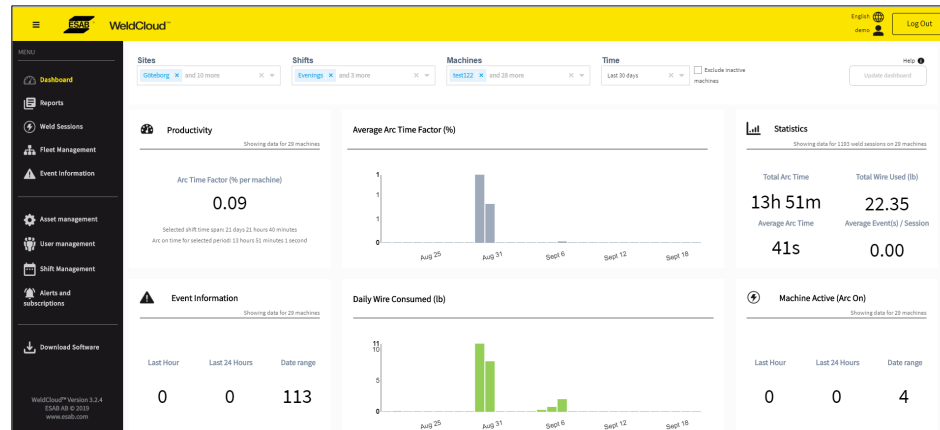 ESAB WeldCloud™
English
demo
Log Out
MENU
Dashboard
Reports
Weld Sessions
Fleet Management
Event Information
Asset management
User management
Shift Management
Alerts and
subscriptions
Download Software
WeldCloud™ Version 3.2.4
ESAB AB © 2019
www.esab.com
Sites
Göteborg × and 10 more
Shifts
Evenings × and 3 more
Machines
test122 × and 28 more
Time
Last 30 days
Exclude inactive
machines
Help
Update dashboard
Productivity
Showing data for 29 machines
Arc Time Factor (% per machine)
0.09
Selected shift time span: 21 days 21 hours 40 minutes
Arc on time for selected period: 13 hours 51 minutes 1 second
Average Arc Time Factor (%)
1
1
1
0
Aug 25 Aug 31 Sept 6 Sept 12 Sept 18
Statistics
Showing data for 1193 weld sessions on 29 machines
Total Arc Time Total Wire Used (lb)
13h 51m 22.35
Average Arc Time Average Event(s) / Session
41s 0.00
Event Information
Showing data for 29 machines
Last Hour Last 24 Hours Date range
0 0 113
Daily Wire Consumed (lb)
11
10
5
0
Aug 25 Aug 31 Sept 6 Sept 12 Sept 18
Machine Active (Arc On)
Showing data for 29 machines
Last Hour Last 24 Hours Date range
0 0 4